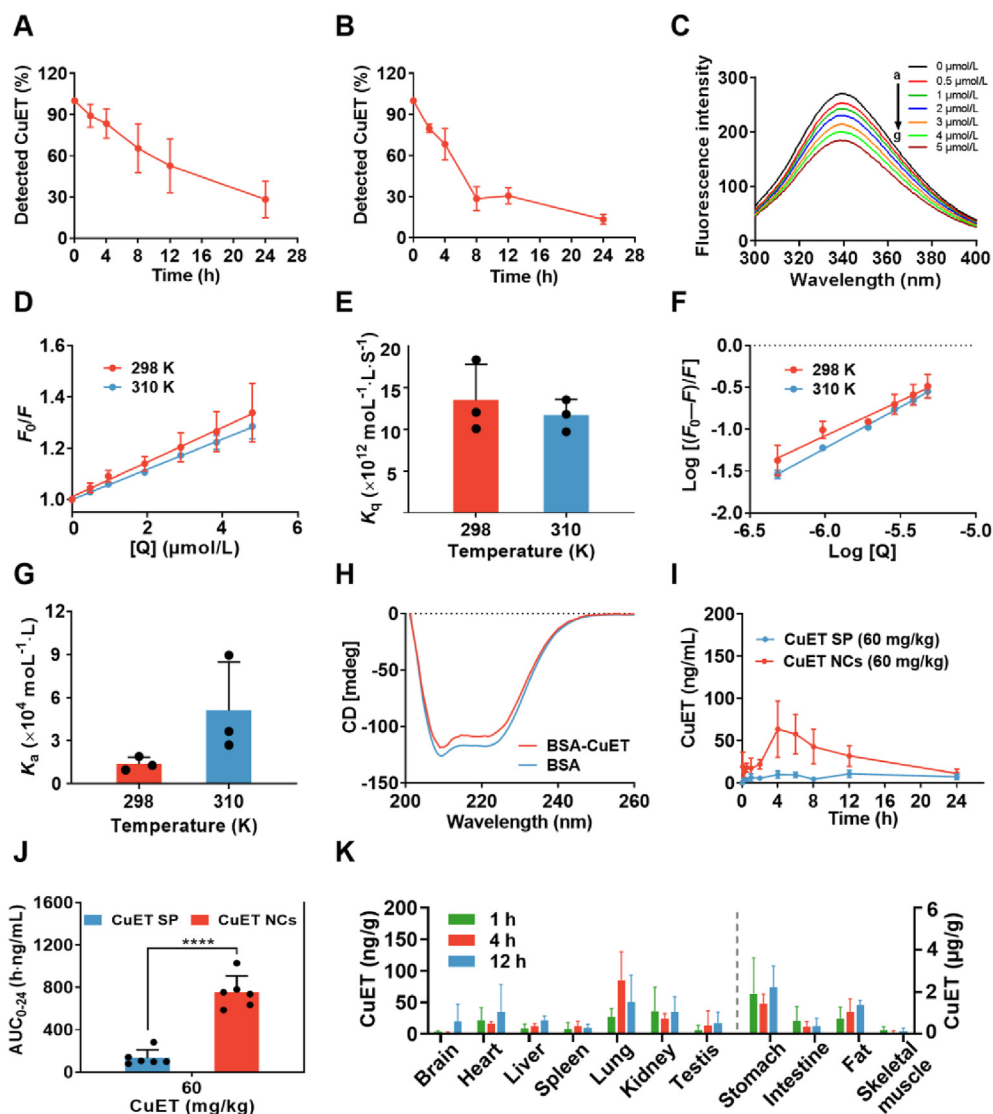 A
Detected CuET (%)
120
90
60
30
0
0 4 8 12 16 20 24 28
Time (h)
B
Detected CuET (%)
120
90
60
30
0
0 4 8 12 16 20 24 28
Time (h)
C
Fluorescence intensity
300
200
100
0
300 320 340 360 380 400
Wavelength (nm)
a
g
0 μmol/L
0.5 μmol/L
1 μmol/L
2 μmol/L
3 μmol/L
4 μmol/L
5 μmol/L
D
F₀/F
1.6
1.4
1.2
1.0
298 K
310 K
0 2 4 6
[Q] (μmol/L)
E
Kq (×10¹² moL⁻¹·L·S⁻¹)
20
15
10
5
298 310
Temperature (K)
F
Log [(F₀—F)/F]
0.0
-0.5
-1.0
-1.5
-2.0
298 K
310 K
-6.5 -6.0 -5.5 -5.0
Log [Q]
G
Ka (×10⁴ moL⁻¹·L)
12
9
6
3
0
298 310
Temperature (K)
H
CD [mdeg]
0
-50
-100
-150
BSA-CuET
BSA
200 220 240 260
Wavelength (nm)
I
CuET (ng/mL)
200
150
100
50
0
CuET SP (60 mg/kg)
CuET NCs (60 mg/kg)
0 4 8 12 16 20 24
Time (h)
J
AUC₀₋₂₄ (h·ng/mL)
1600
1200
800
400
0
CuET SP CuET NCs
****
60
CuET (mg/kg)
K
CuET (ng/g)
200
150
100
50
0
1 h
4 h
12 h
6
4
2
0
CuET (μg/g)
Brain
Heart
Liver
Spleen
Lung
Kidney
Testis
Stomach
Intestine
Fat
Skeletal
muscle